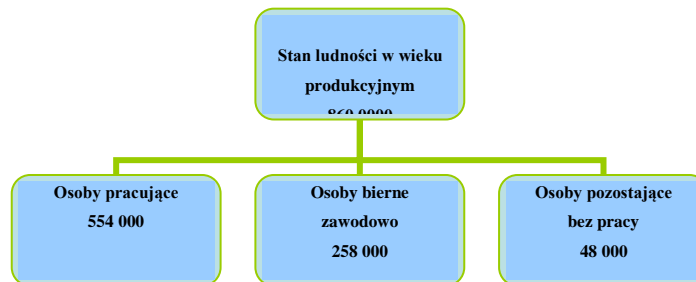 Stan ludności w wieku
produkcyjnym
Osoby pracujące
554 000
Osoby bierne
zawodowo
258 000
Osoby pozostające
bez pracy
48 000